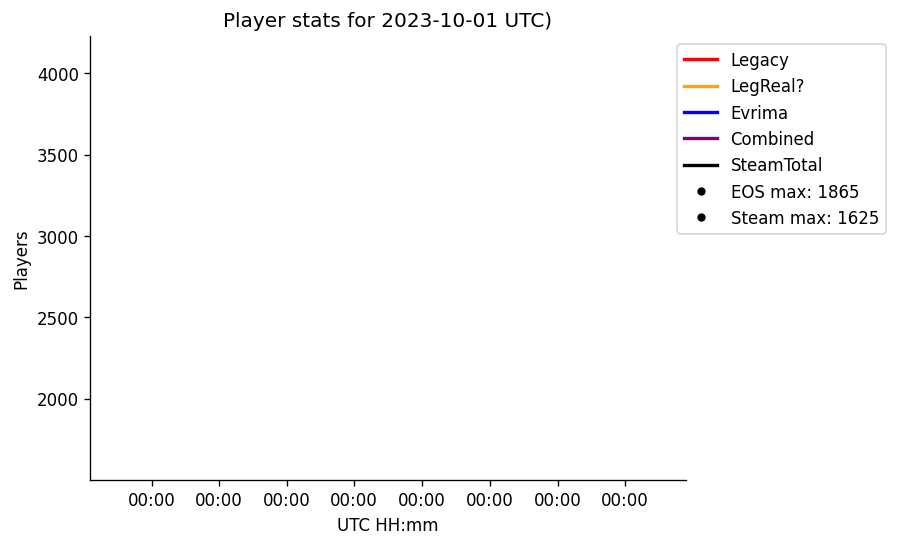 Player stats for 2023-10-01 UTC)
Legacy
LegReal?
Evrima
Combined
SteamTotal
EOS max: 1865
Steam max: 1625
Players
4000
3500
3000
2500
2000
00:00 00:00 00:00 00:00 00:00 00:00 00:00 00:00
UTC HH:mm